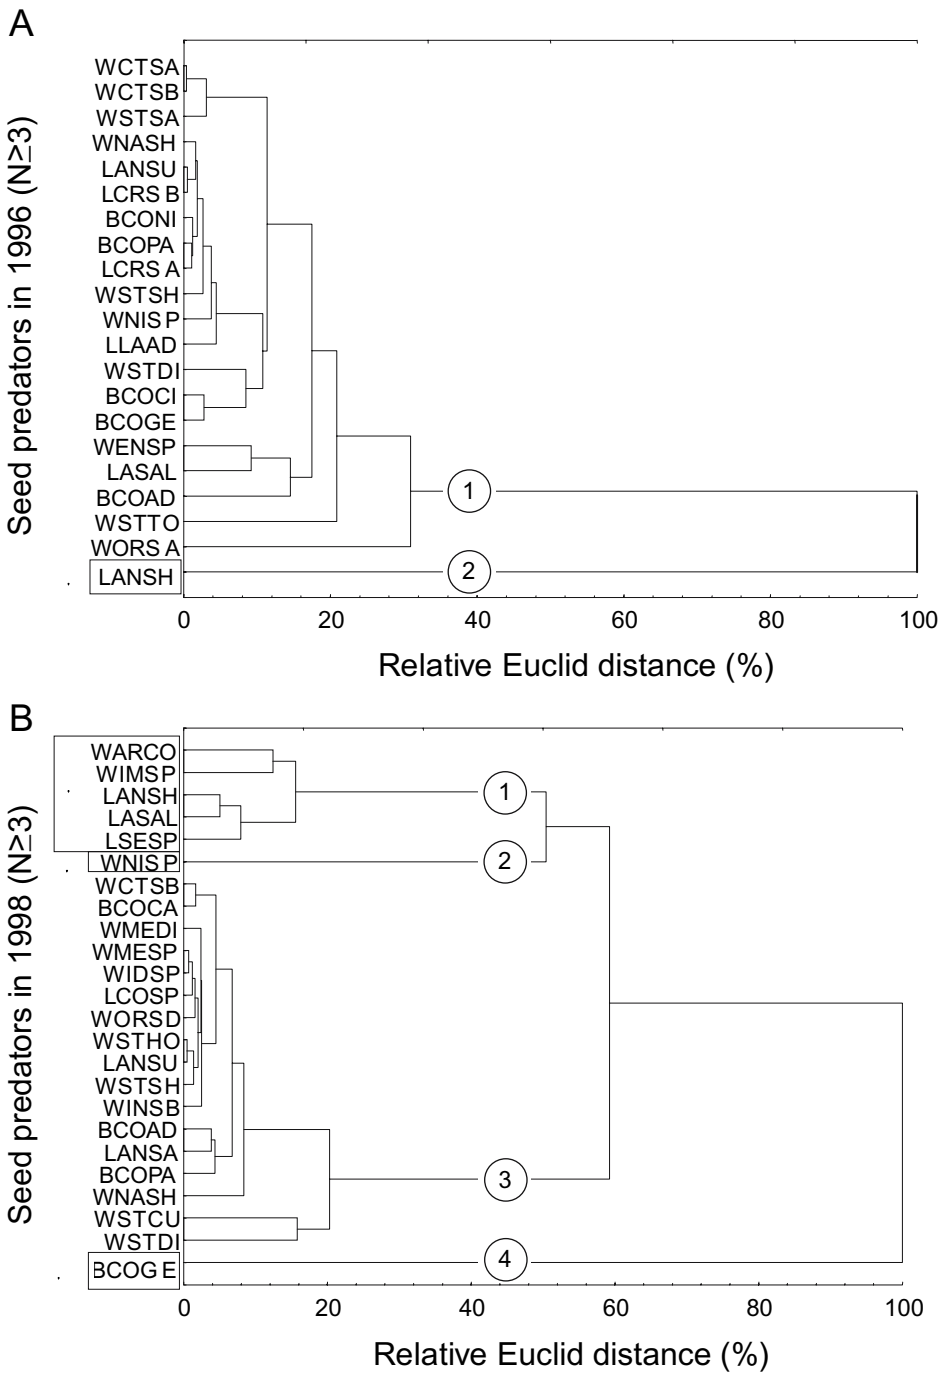 A
Seed predators in 1996 (N≥3)
WCTSA
WCTSB
WSTSA
WNASH
LANSU
LCRS B
BCONI
BCOPA
LCRS A
WSTSH
WNIS P
LLAAD
WSTDI
BCOCI
BCOGE
WENSP
LASAL
BCOAD
WSTTO
WORS A
LANSH
1
2
0 20 40 60 80 100
Relative Euclid distance (%)
B
Seed predators in 1998 (N≥3)
WARCO
WIMSP
LANSH
LASAL
LSESP
WNIS P
WCTSB
BCOCA
WMEDI
WMESP
WIDSP
LCOSP
WORSD
WSTHO
LANSU
WSTSH
WINSB
BCOAD
LANSA
BCOPA
WNASH
WSTCU
WSTDI
BCOG E
1
2
3
4
0 20 40 60 80 100
Relative Euclid distance (%)